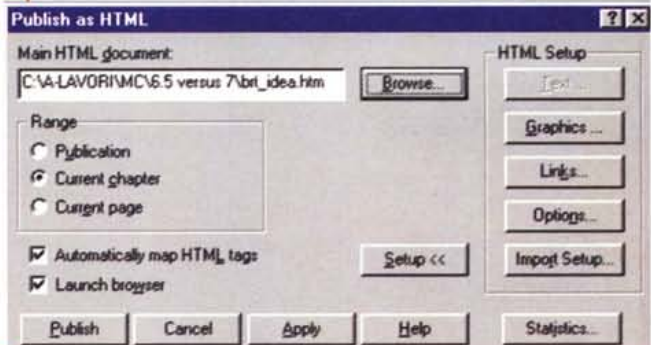 Publish as HTML
Main HTML document:
C:\A-LAVORI\MC\6.5 versus 7\bri_idea.htm
Browse...
Range
Publication
Current chapter
Current page
Automatically map HTML tags
Launch browser
Setup <<
HTML Setup
Text ...
Graphics ...
Links...
Options...
Import Setup...
Publish
Cancel
Apply
Help
Statistics...